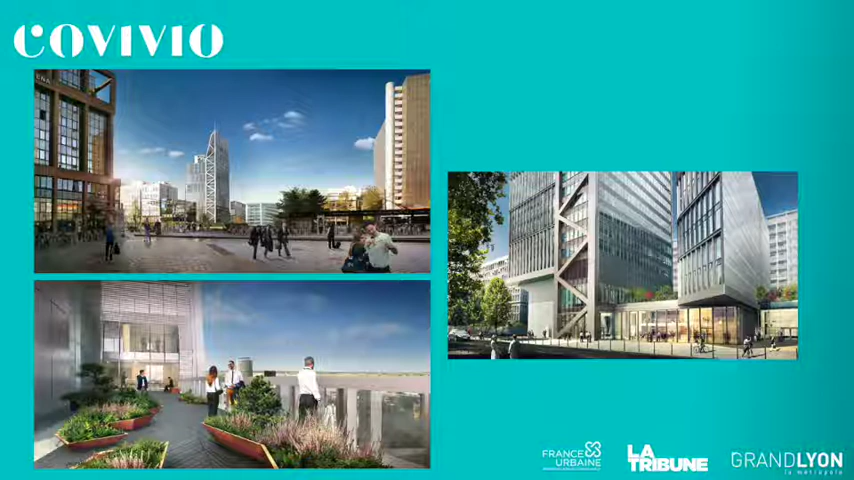 COVIVIO
FRANCE
URBAINE
LA
TRIBUNE
GRANDLYON
la métropole